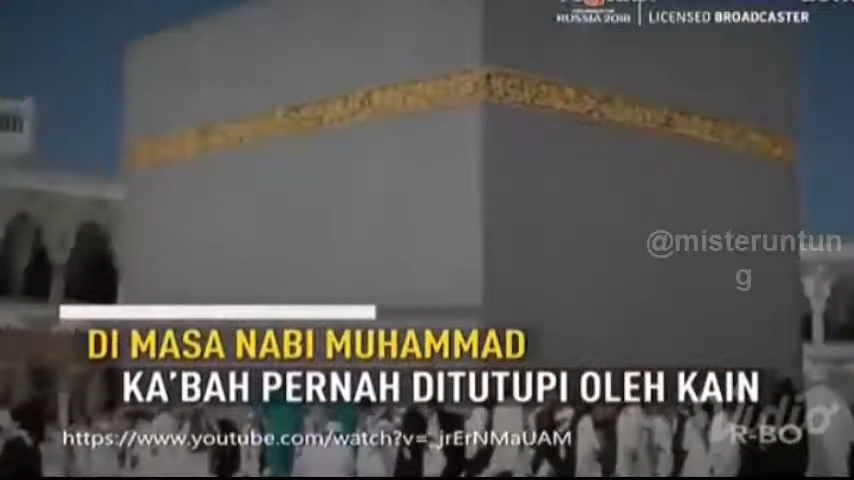 RUSSIA 2018 | LICENSED BROADCASTER
@misteruntun
g
DI MASA NABI MUHAMMAD
KA'BAH PERNAH DITUTUPI OLEH KAIN
https://www.youtube.com/watch?v=_jrErNMaUAM
Vidio
R-BO